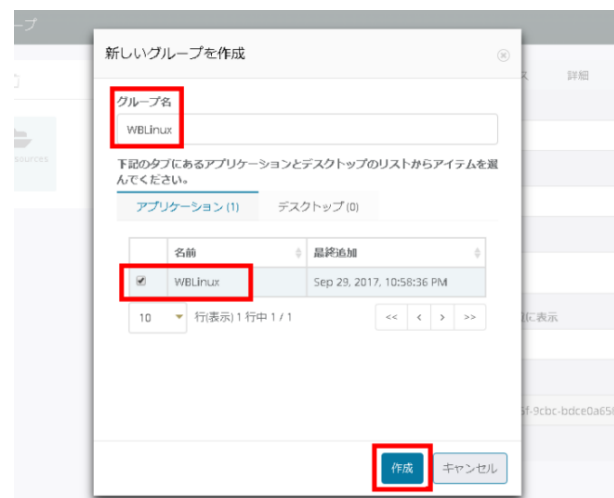 ープ
新しいグループを作成
ス 詳細
グループ名
WBLinux
sources
下記のタブにあるアプリケーションとデスクトップのリストからアイテムを選
んでください。
アプリケーション (1) デスクトップ (0)
名前 最終追加
WBLinux Sep 29, 2017, 10:58:36 PM
10 行(表示) 1 行中 1 / 1 << < > >>
に表示
5f-9cbc-bdce0a658
作成 キャンセル